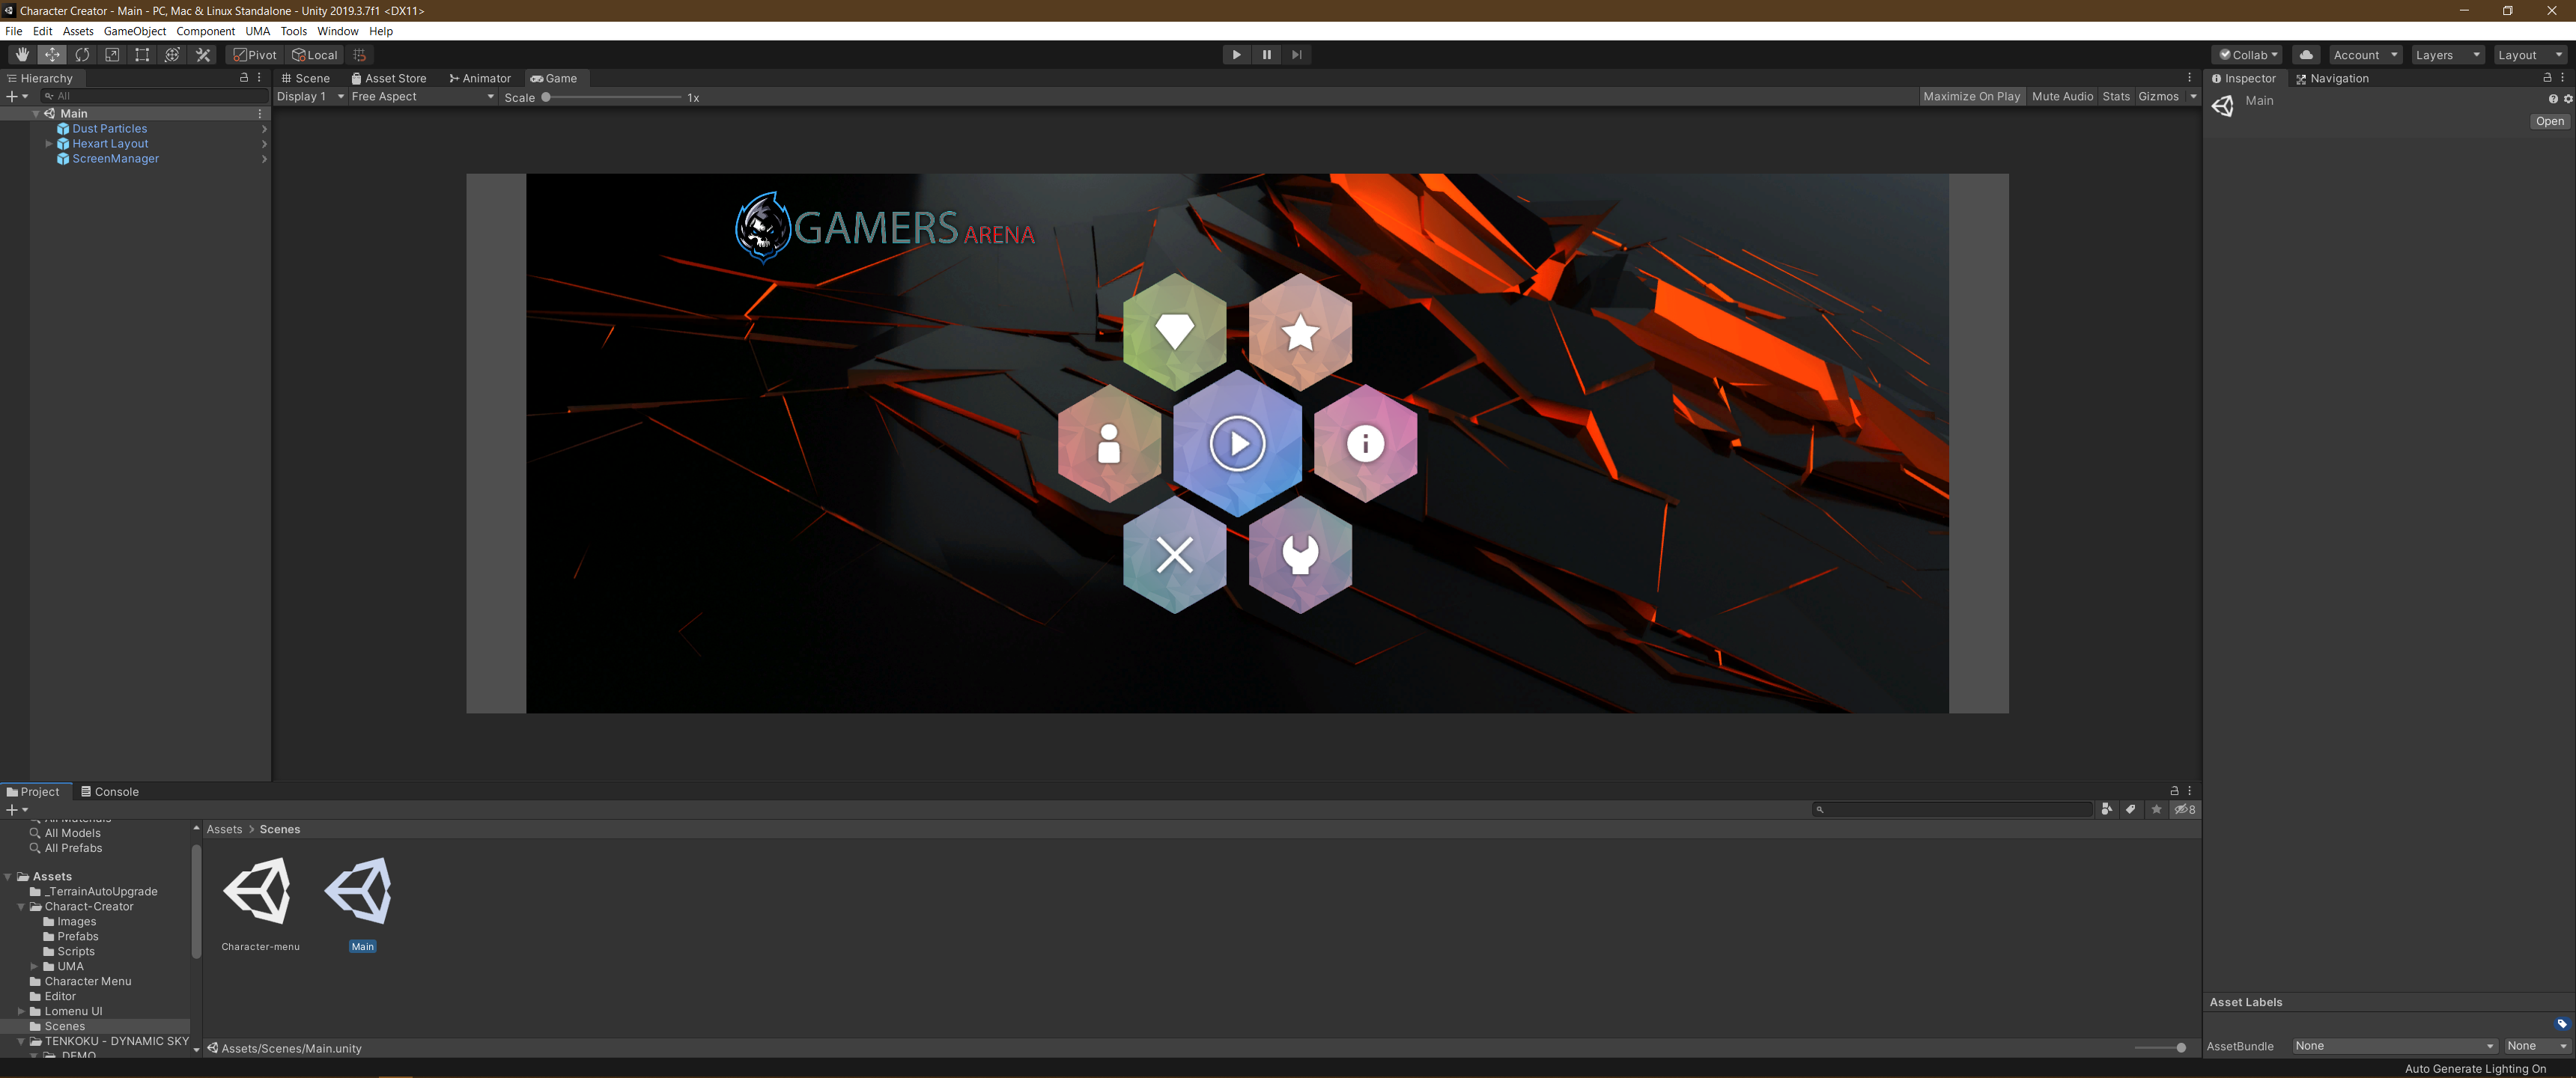 Character Creator - Main - PC, Mac & Linux Standalone - Unity 2019.3.7f1 <DX11>
File Edit Assets GameObject Component UMA Tools Window Help
Pivot Local Collab Account Layers Layout
Hierarchy
All
Main
Dust Particles
Hexart Layout
ScreenManager
Scene Asset Store Animator Game
Display 1 Free Aspect Scale 1x Maximize On Play Mute Audio Stats Gizmos
GAMERS ARENA
Inspector Navigation
Main
Open
Project Console
8
All Materials
All Models
All Prefabs
Assets
_TerrainAutoUpgrade
Charact-Creator
Images
Prefabs
Scripts
UMA
Character Menu
Editor
Lomenu UI
Scenes
TENKOKU - DYNAMIC SKY
DEMO
Assets > Scenes
Character-menu Main
Assets/Scenes/Main.unity
Asset Labels
AssetBundle None None
Auto Generate Lighting On